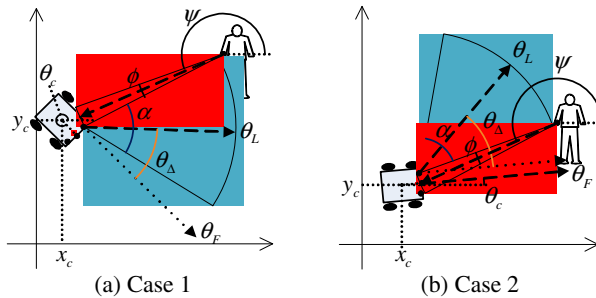 ψ
θ_c
ϕ
α
y_c
θ_L
θ_Δ
θ_F
x_c
(a) Case 1
θ_L
ψ
α
θ_Δ
ϕ
y_c
θ_c
θ_F
x_c
(b) Case 2